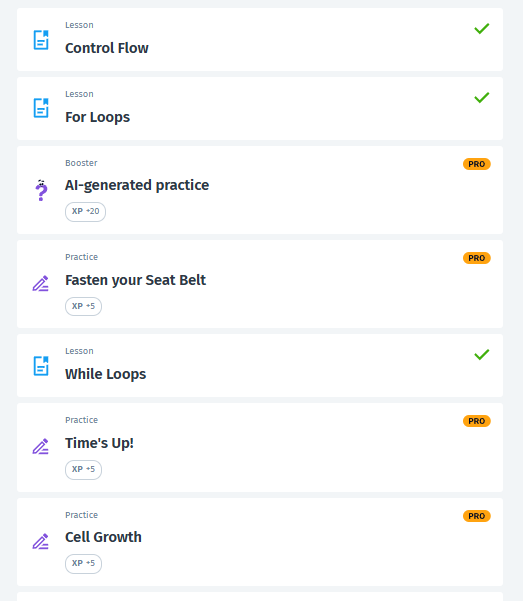 Lesson
Control Flow
Lesson
For Loops
Booster
PRO
AI-generated practice
XP +20
Practice
PRO
Fasten your Seat Belt
XP +5
Lesson
While Loops
Practice
PRO
Time's Up!
XP +5
Practice
PRO
Cell Growth
XP +5